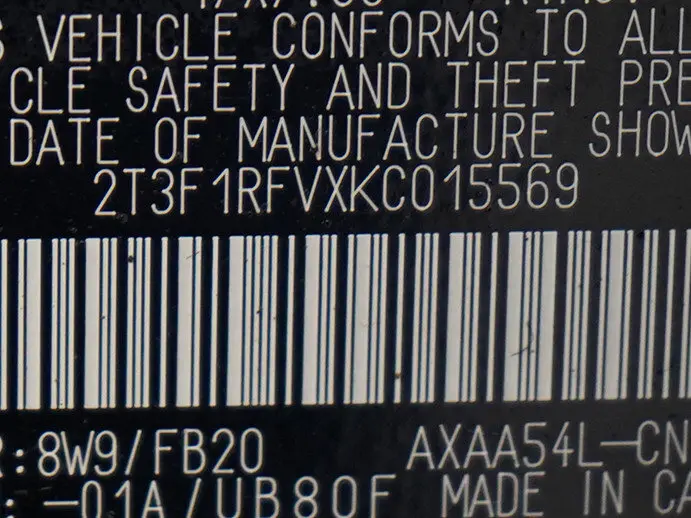 VEHICLE CONFORMS TO ALL
CLE SAFETY AND THEFT PRE
DATE OF MANUFACTURE SHOW
2T3F1RFVXKC015569
R:8W9/FB20 AXAA54L-CN
: -01A/UB80F MADE IN CA